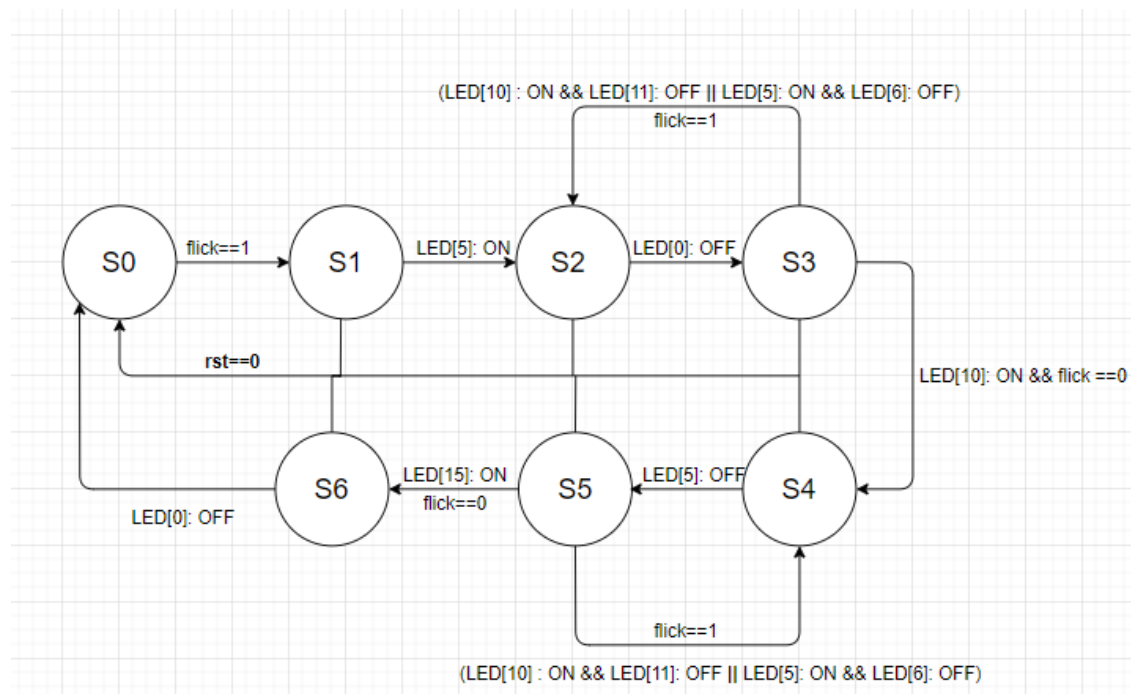 (LED[10] : ON && LED[11]: OFF || LED[5]: ON && LED[6]: OFF)
flick==1
S0
flick==1
S1
LED[5]: ON
S2
LED[0]: OFF
S3
rst==0
LED[10]: ON && flick ==0
S6
LED[15]: ON
flick==0
S5
LED[5]: OFF
S4
LED[0]: OFF
flick==1
(LED[10] : ON && LED[11]: OFF || LED[5]: ON && LED[6]: OFF)